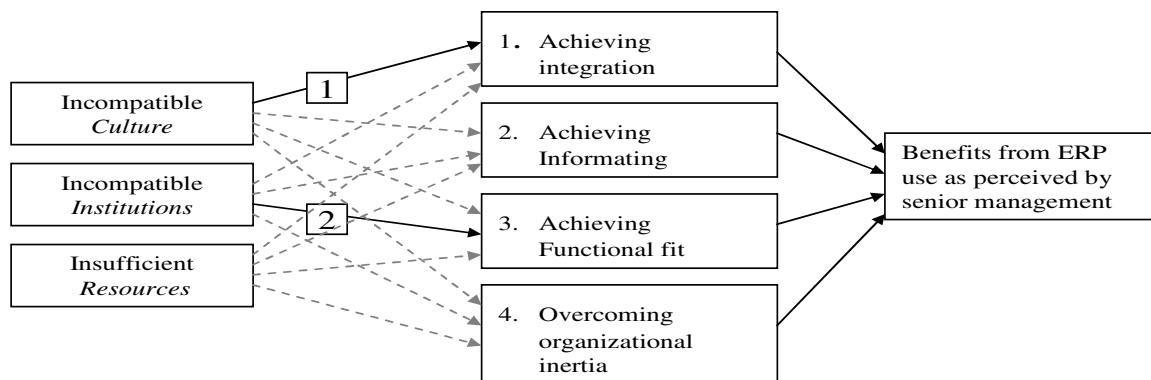 Incompatible
Culture
Incompatible
Institutions
Insufficient
Resources
1
2
1. Achieving
integration
2. Achieving
Informating
3. Achieving
Functional fit
4. Overcoming
organizational
inertia
Benefits from ERP
use as perceived by
senior management